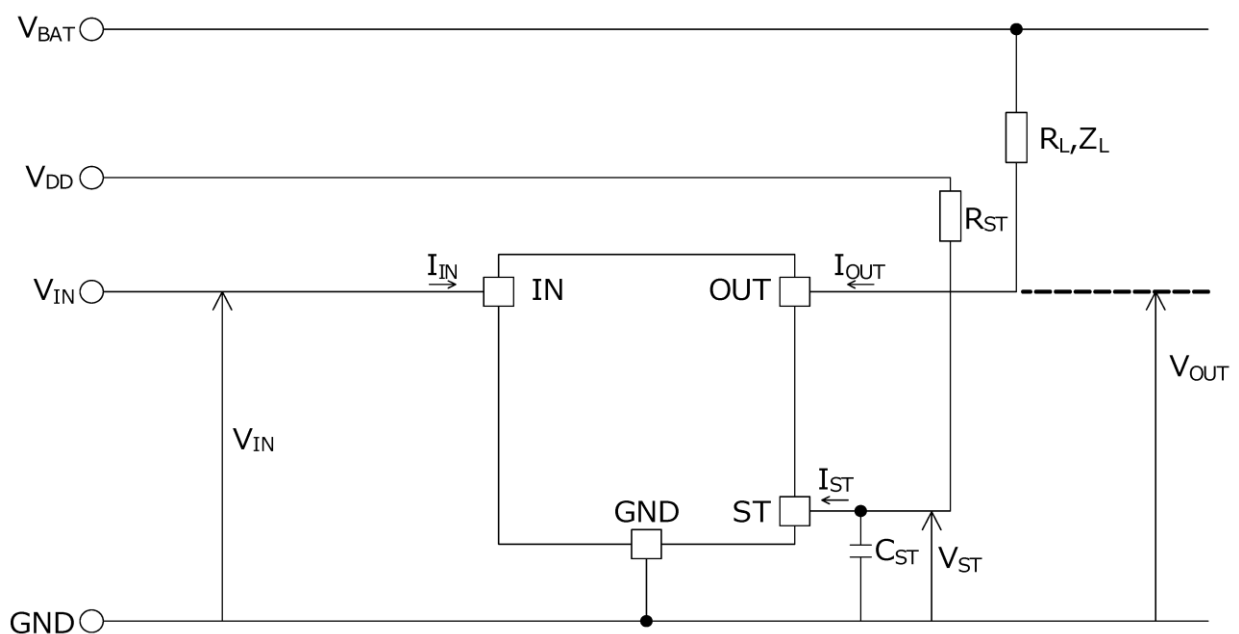 VBAT
RL,ZL
VDD
RST
VIN
IIN
IN
OUT
IOUT
VOUT
VIN
IST
GND
ST
CST
VST
GND